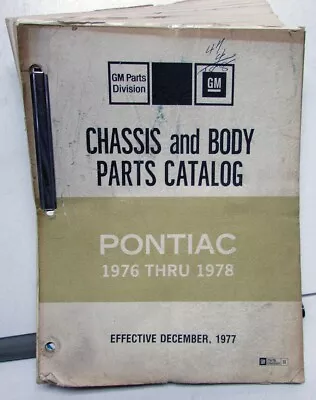 GM Parts
Division
GM
CHASSIS and BODY
PARTS CATALOG
PONTIAC
1976 THRU 1978
EFFECTIVE DECEMBER, 1977